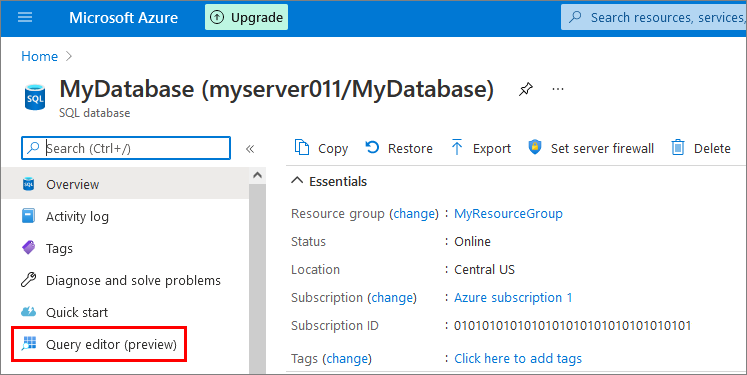 Microsoft Azure
Upgrade
Search resources, services,
Home
MyDatabase (myserver011/MyDatabase)
SQL
SQL database
Search (Ctrl+/)
Copy
Restore
Export
Set server firewall
Delete
Overview
Activity log
Tags
Diagnose and solve problems
Quick start
Query editor (preview)
Essentials
Resource group (change) : MyResourceGroup
Status : Online
Location : Central US
Subscription (change) : Azure subscription 1
Subscription ID : 01010101010101010101010101010101
Tags (change) : Click here to add tags